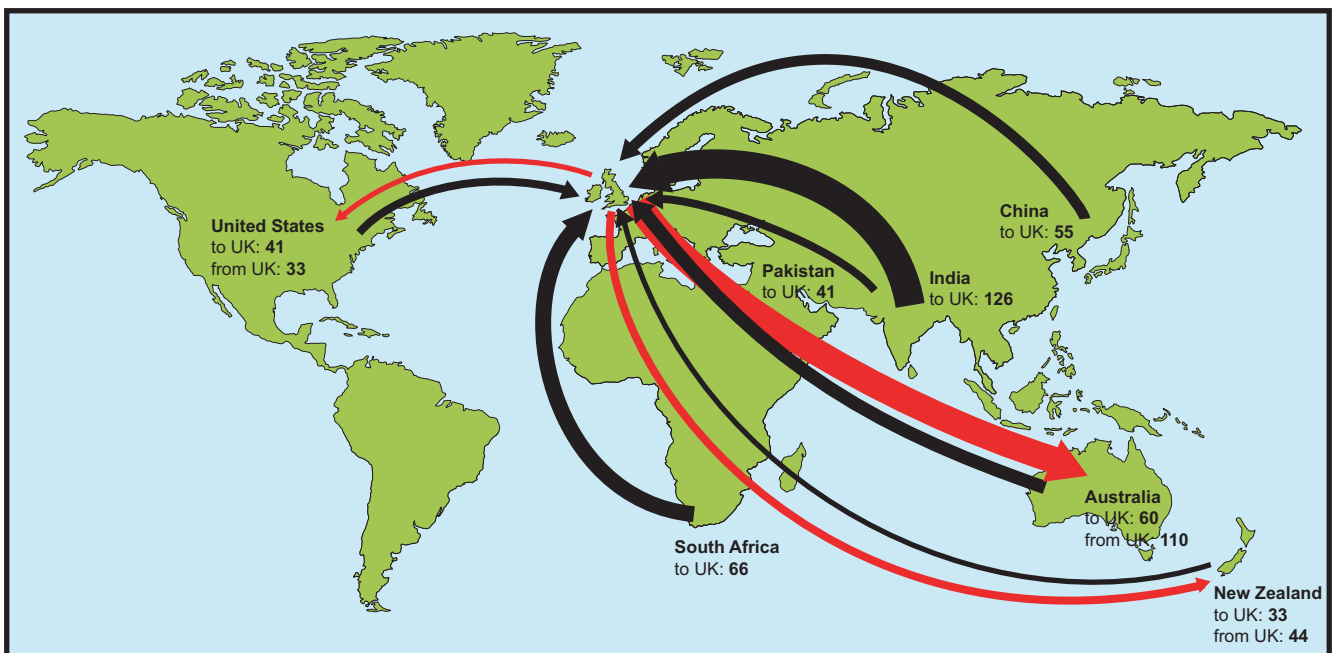 United States
to UK: 41
from UK: 33
China
to UK: 55
Pakistan
to UK: 41
India
to UK: 126
South Africa
to UK: 66
Australia
to UK: 60
from UK: 110
New Zealand
to UK: 33
from UK: 44